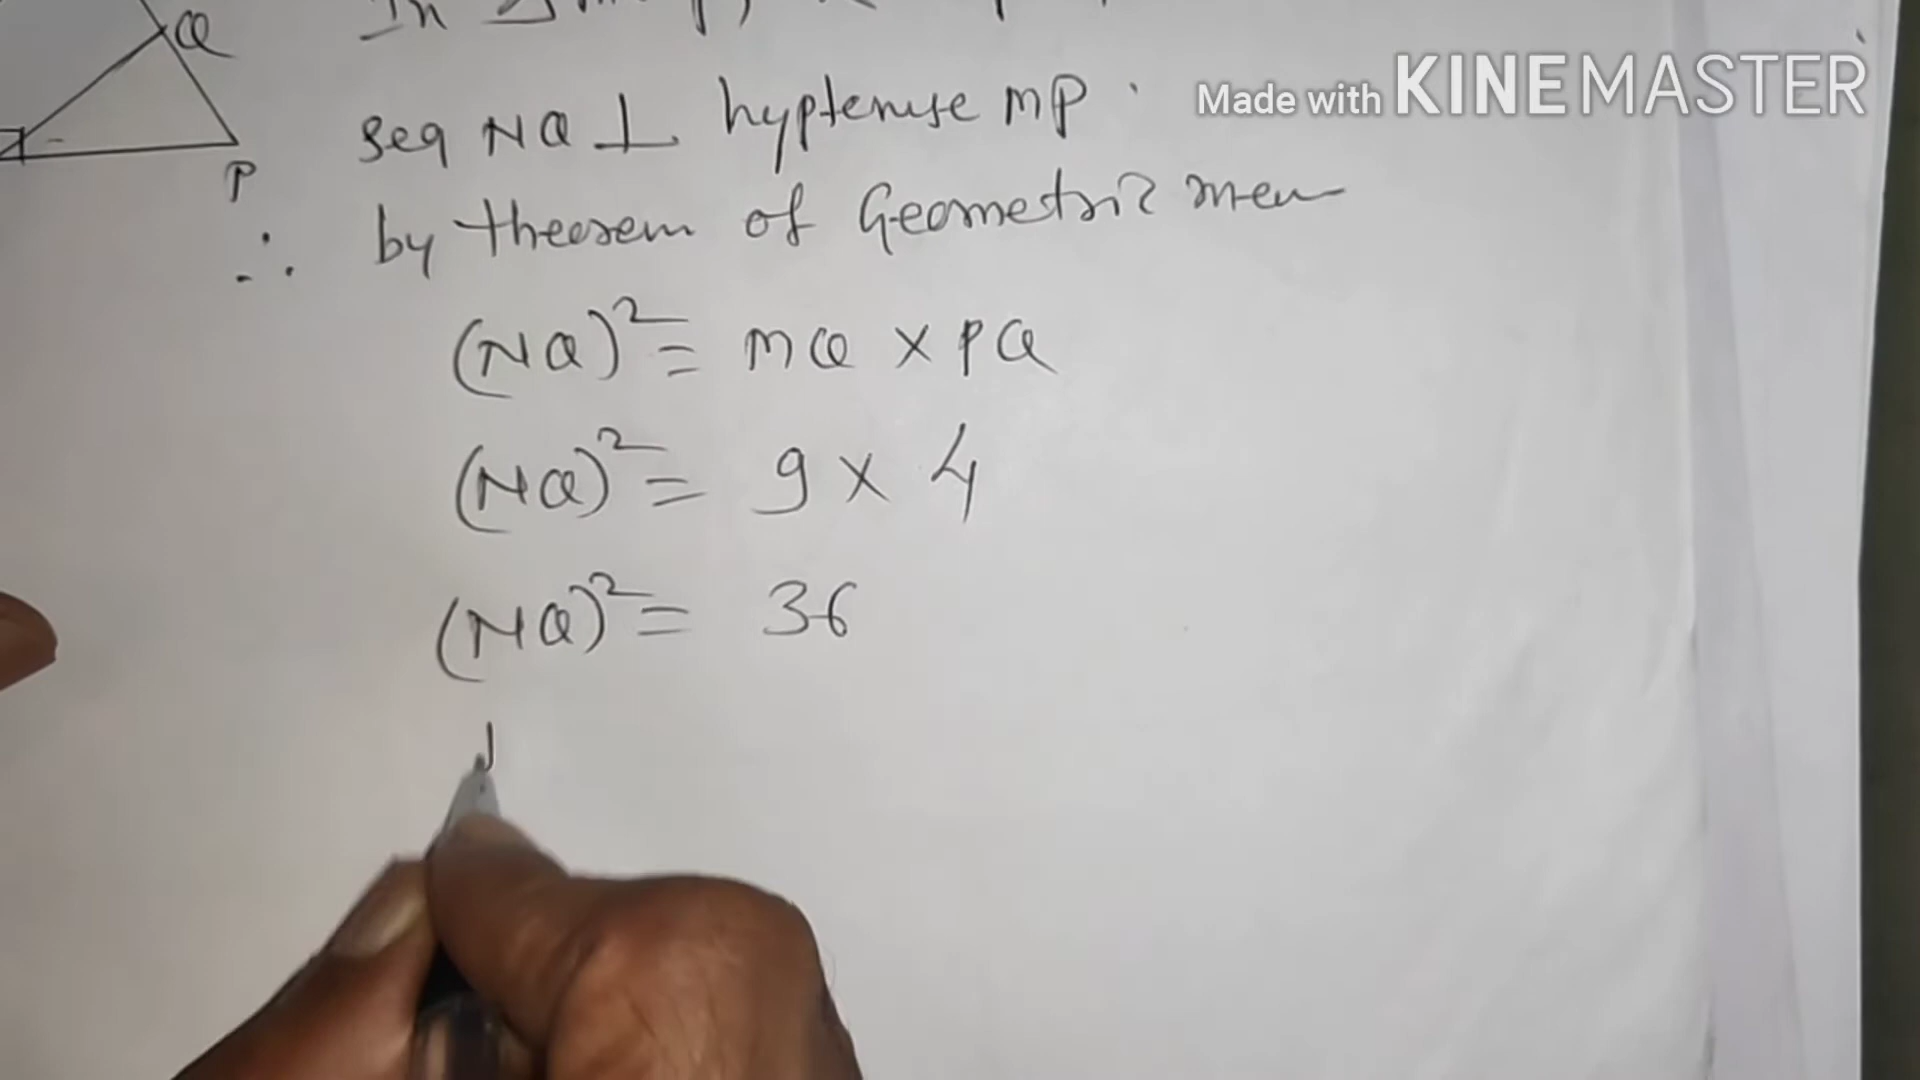 Q
In
Made with KINEMASTER
seg NQ ⊥ hyptenuse MP.
P
∴ by theorem of Geometric mean
(NQ)² = MQ × PQ
(NQ)² = 9 × 4
(NQ)² = 36